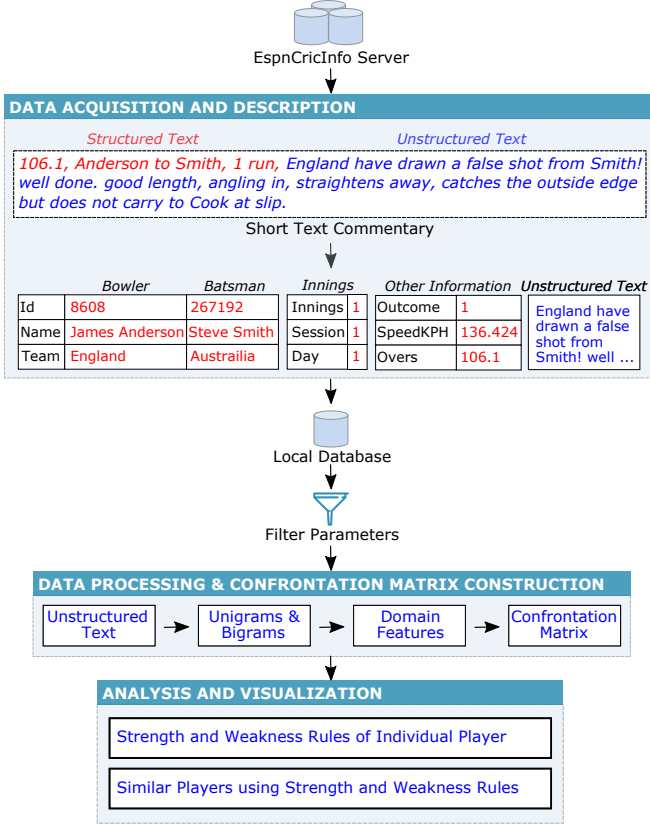 EspnCricInfo Server
DATA ACQUISITION AND DESCRIPTION
Structured Text Unstructured Text
106.1, Anderson to Smith, 1 run, England have drawn a false shot from Smith!
well done. good length, angling in, straightens away, catches the outside edge
but does not carry to Cook at slip.
Short Text Commentary
Bowler Batsman Innings Other Information Unstructured Text
Id 8608 267192 Innings 1 Outcome 1
Name James Anderson Steve Smith Session 1 SpeedKPH 136.424
Team England Austrailia Day 1 Overs 106.1
England have
drawn a false
shot from
Smith! well ...
Local Database
Filter Parameters
DATA PROCESSING & CONFRONTATION MATRIX CONSTRUCTION
Unstructured
Text
Unigrams &
Bigrams
Domain
Features
Confrontation
Matrix
ANALYSIS AND VISUALIZATION
Strength and Weakness Rules of Individual Player
Similar Players using Strength and Weakness Rules